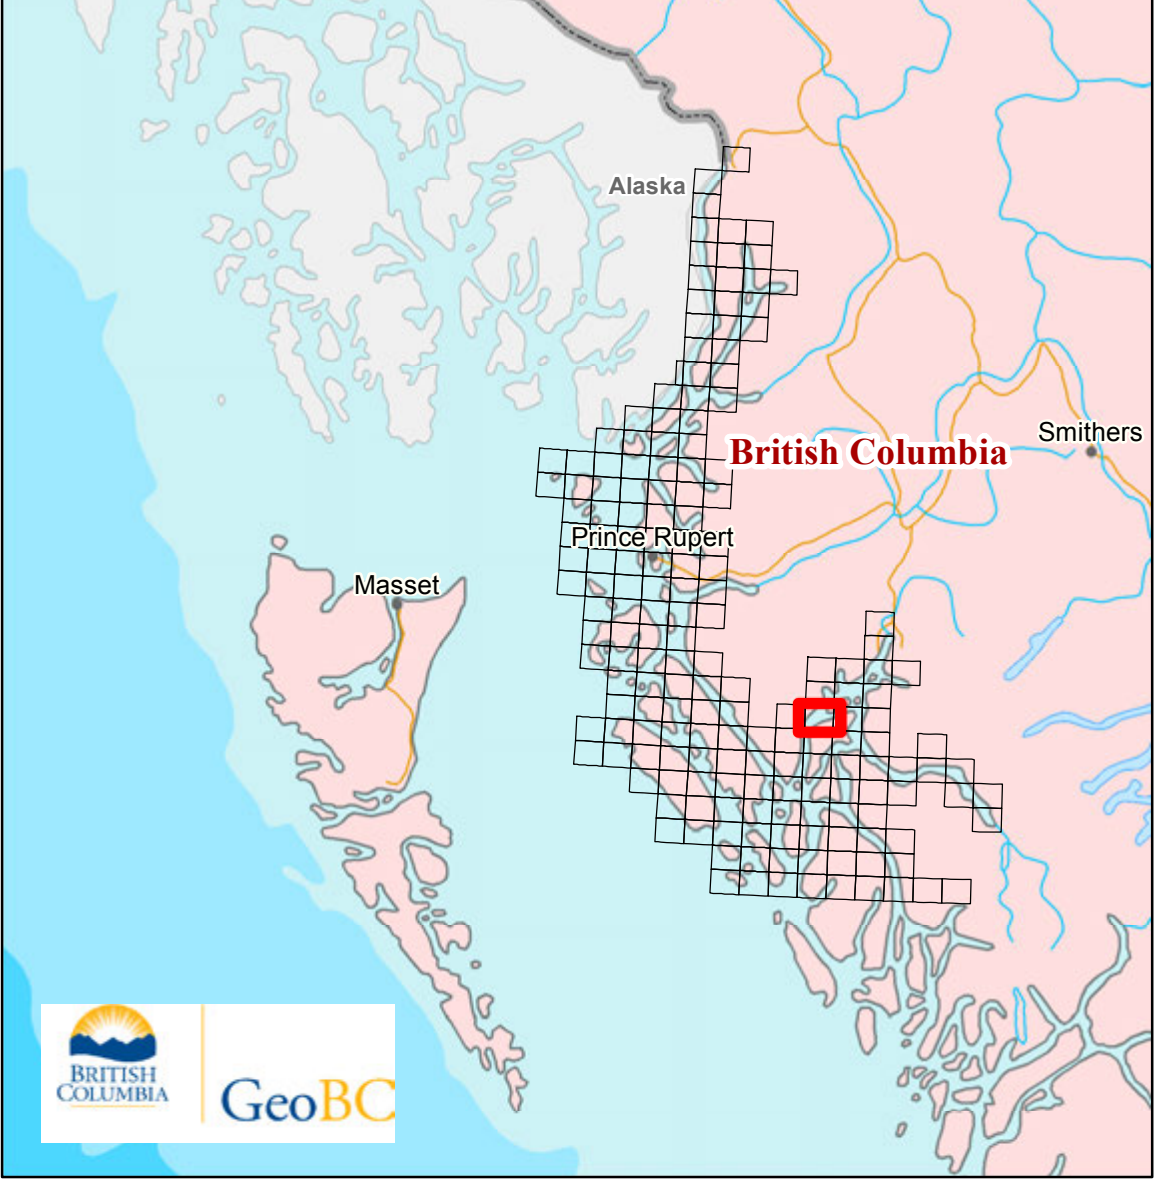 Alaska
British Columbia
Smithers
Prince Rupert
Masset
BRITISH
COLUMBIA
GeoBC